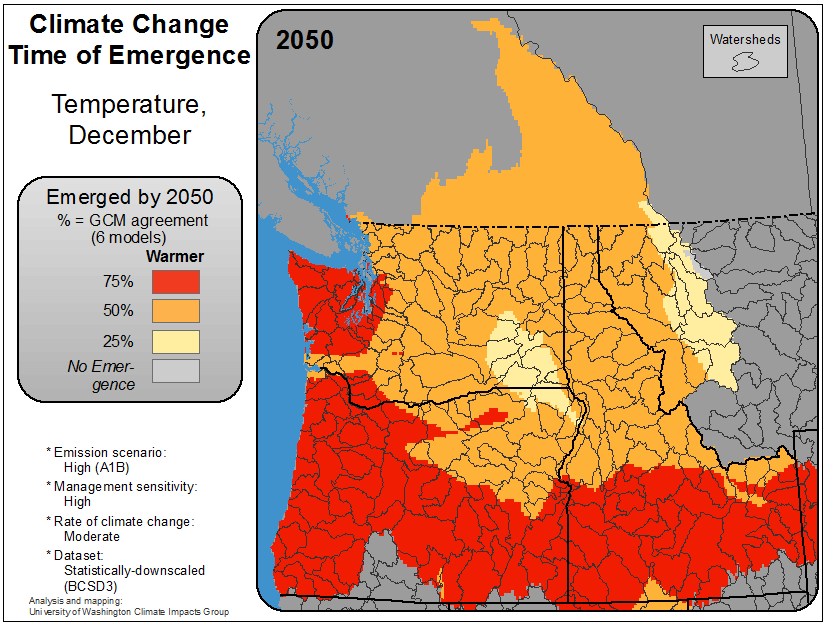 Climate Change
Time of Emergence
Temperature,
December
Emerged by 2050
% = GCM agreement
(6 models)
Warmer
75%
50%
25%
No Emer-
gence
* Emission scenario:
High (A1B)
* Management sensitivity:
High
* Rate of climate change:
Moderate
* Dataset:
Statistically-downscaled
(BCSD3)
Analysis and mapping:
University of Washington Climate Impacts Group
2050
Watersheds